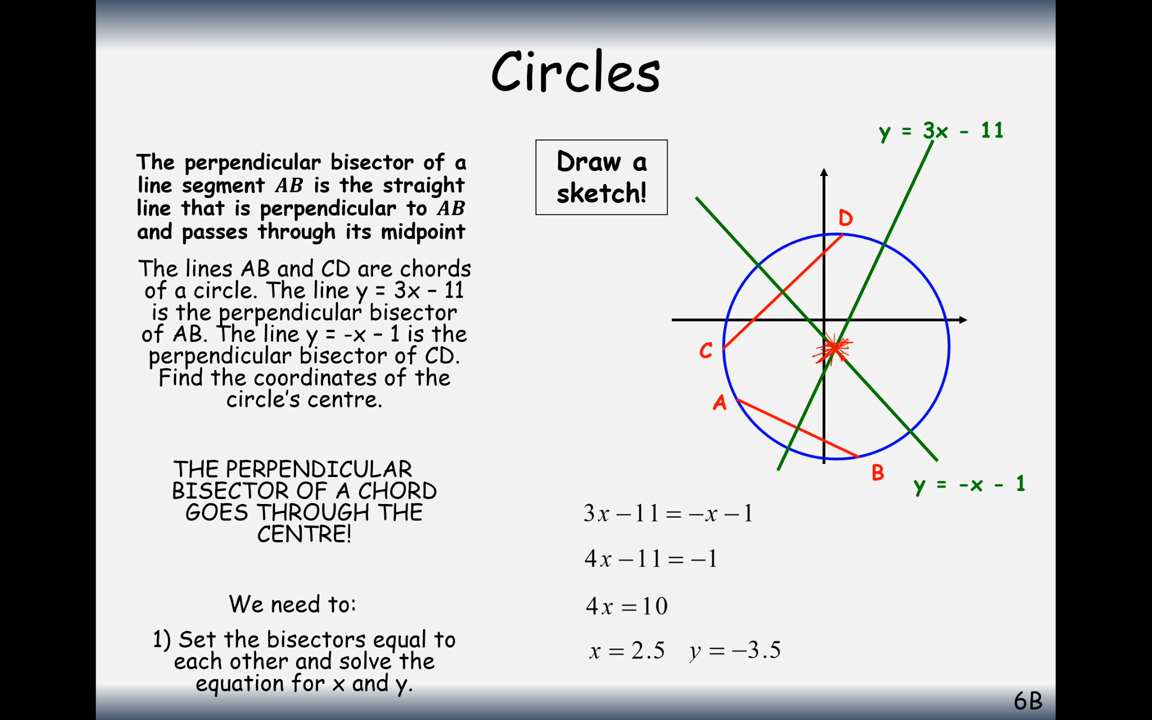 Circles
The perpendicular bisector of a
line segment AB is the straight
line that is perpendicular to AB
and passes through its midpoint
The lines AB and CD are chords
of a circle. The line y = 3x – 11
is the perpendicular bisector
of AB. The line y = -x – 1 is the
perpendicular bisector of CD.
Find the coordinates of the
circle's centre.
THE PERPENDICULAR
BISECTOR OF A CHORD
GOES THROUGH THE
CENTRE!
We need to:
1) Set the bisectors equal to
each other and solve the
equation for x and y.
Draw a
sketch!
y = 3x - 11
D
C
A
B
y = -x - 1
3x − 11 = −x − 1
4x − 11 = −1
4x = 10
x = 2.5 y = −3.5
6B